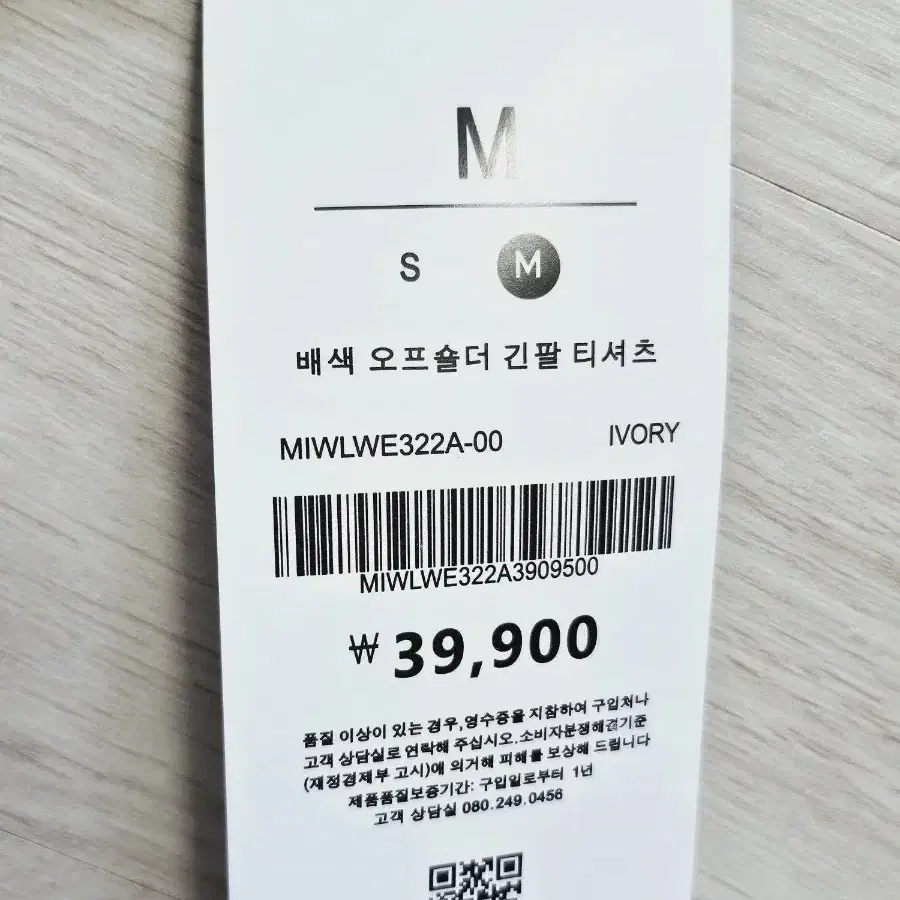 M
S M
배색 오프숄더 긴팔 티셔츠
MIWLWE322A-00 IVORY
MIWLWE322A3909500
₩ 39,900
품질 이상이 있는 경우,영수증을 지참하여 구입처나
고객 상담실로 연락해 주십시오.소비자분쟁해결기준
(재정경제부 고시)에 의거해 피해를 보상해 드립니다
제품품질보증기간: 구입일로부터 1년
고객 상담실 080.249.0456